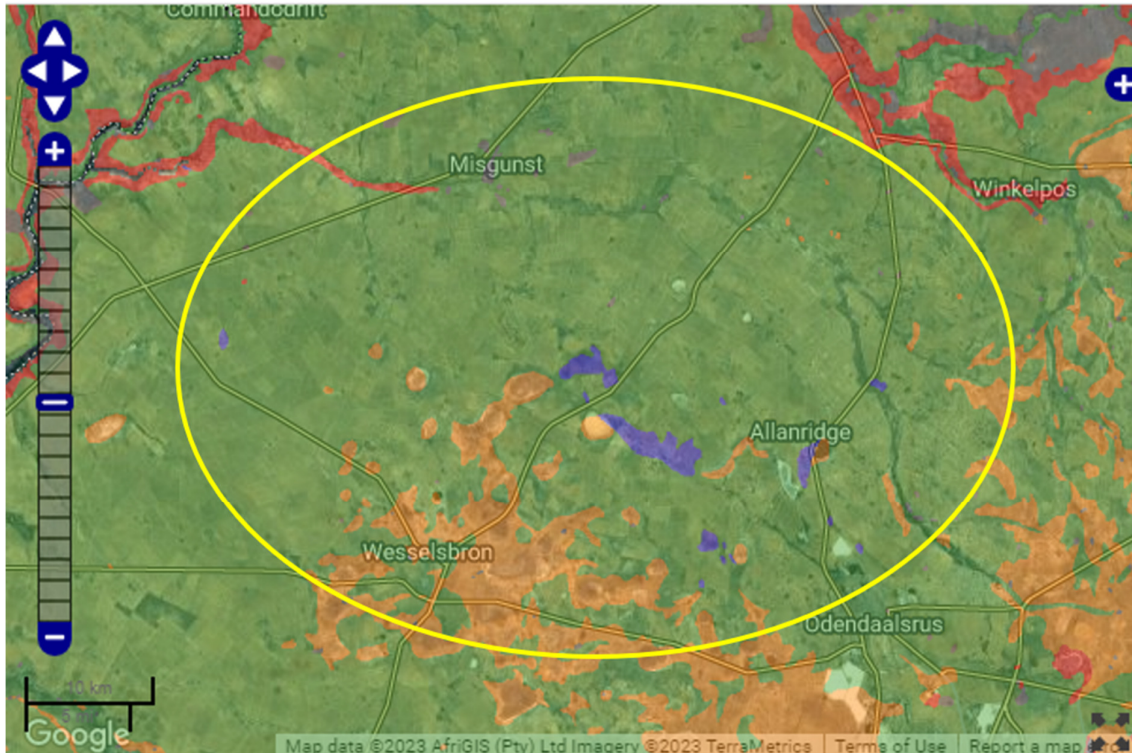 Commandodrift
Misgunst
Winkelpos
Allanridge
Wesselsbron
Odendaalsrus
10 km
5 mi
Google
Map data ©2023 AfriGIS (Pty) Ltd Imagery ©2023 TerraMetrics
Terms of Use
Report a map